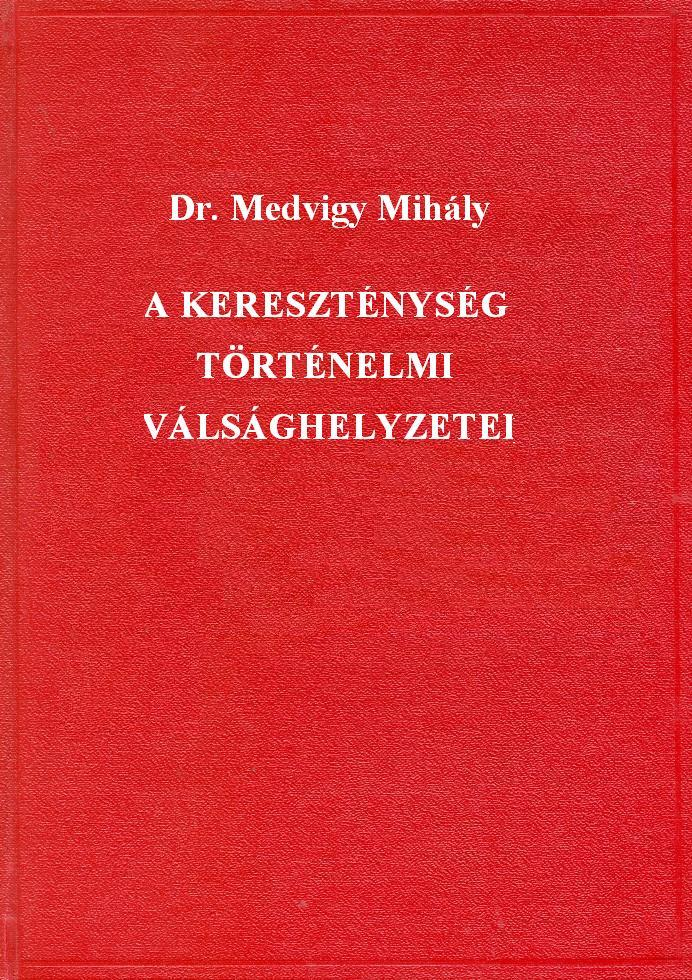 Dr. Medvigy Mihály
A KERESZTÉNYSÉG
TÖRTÉNELMI
VÁLSÁGHELYZETEI